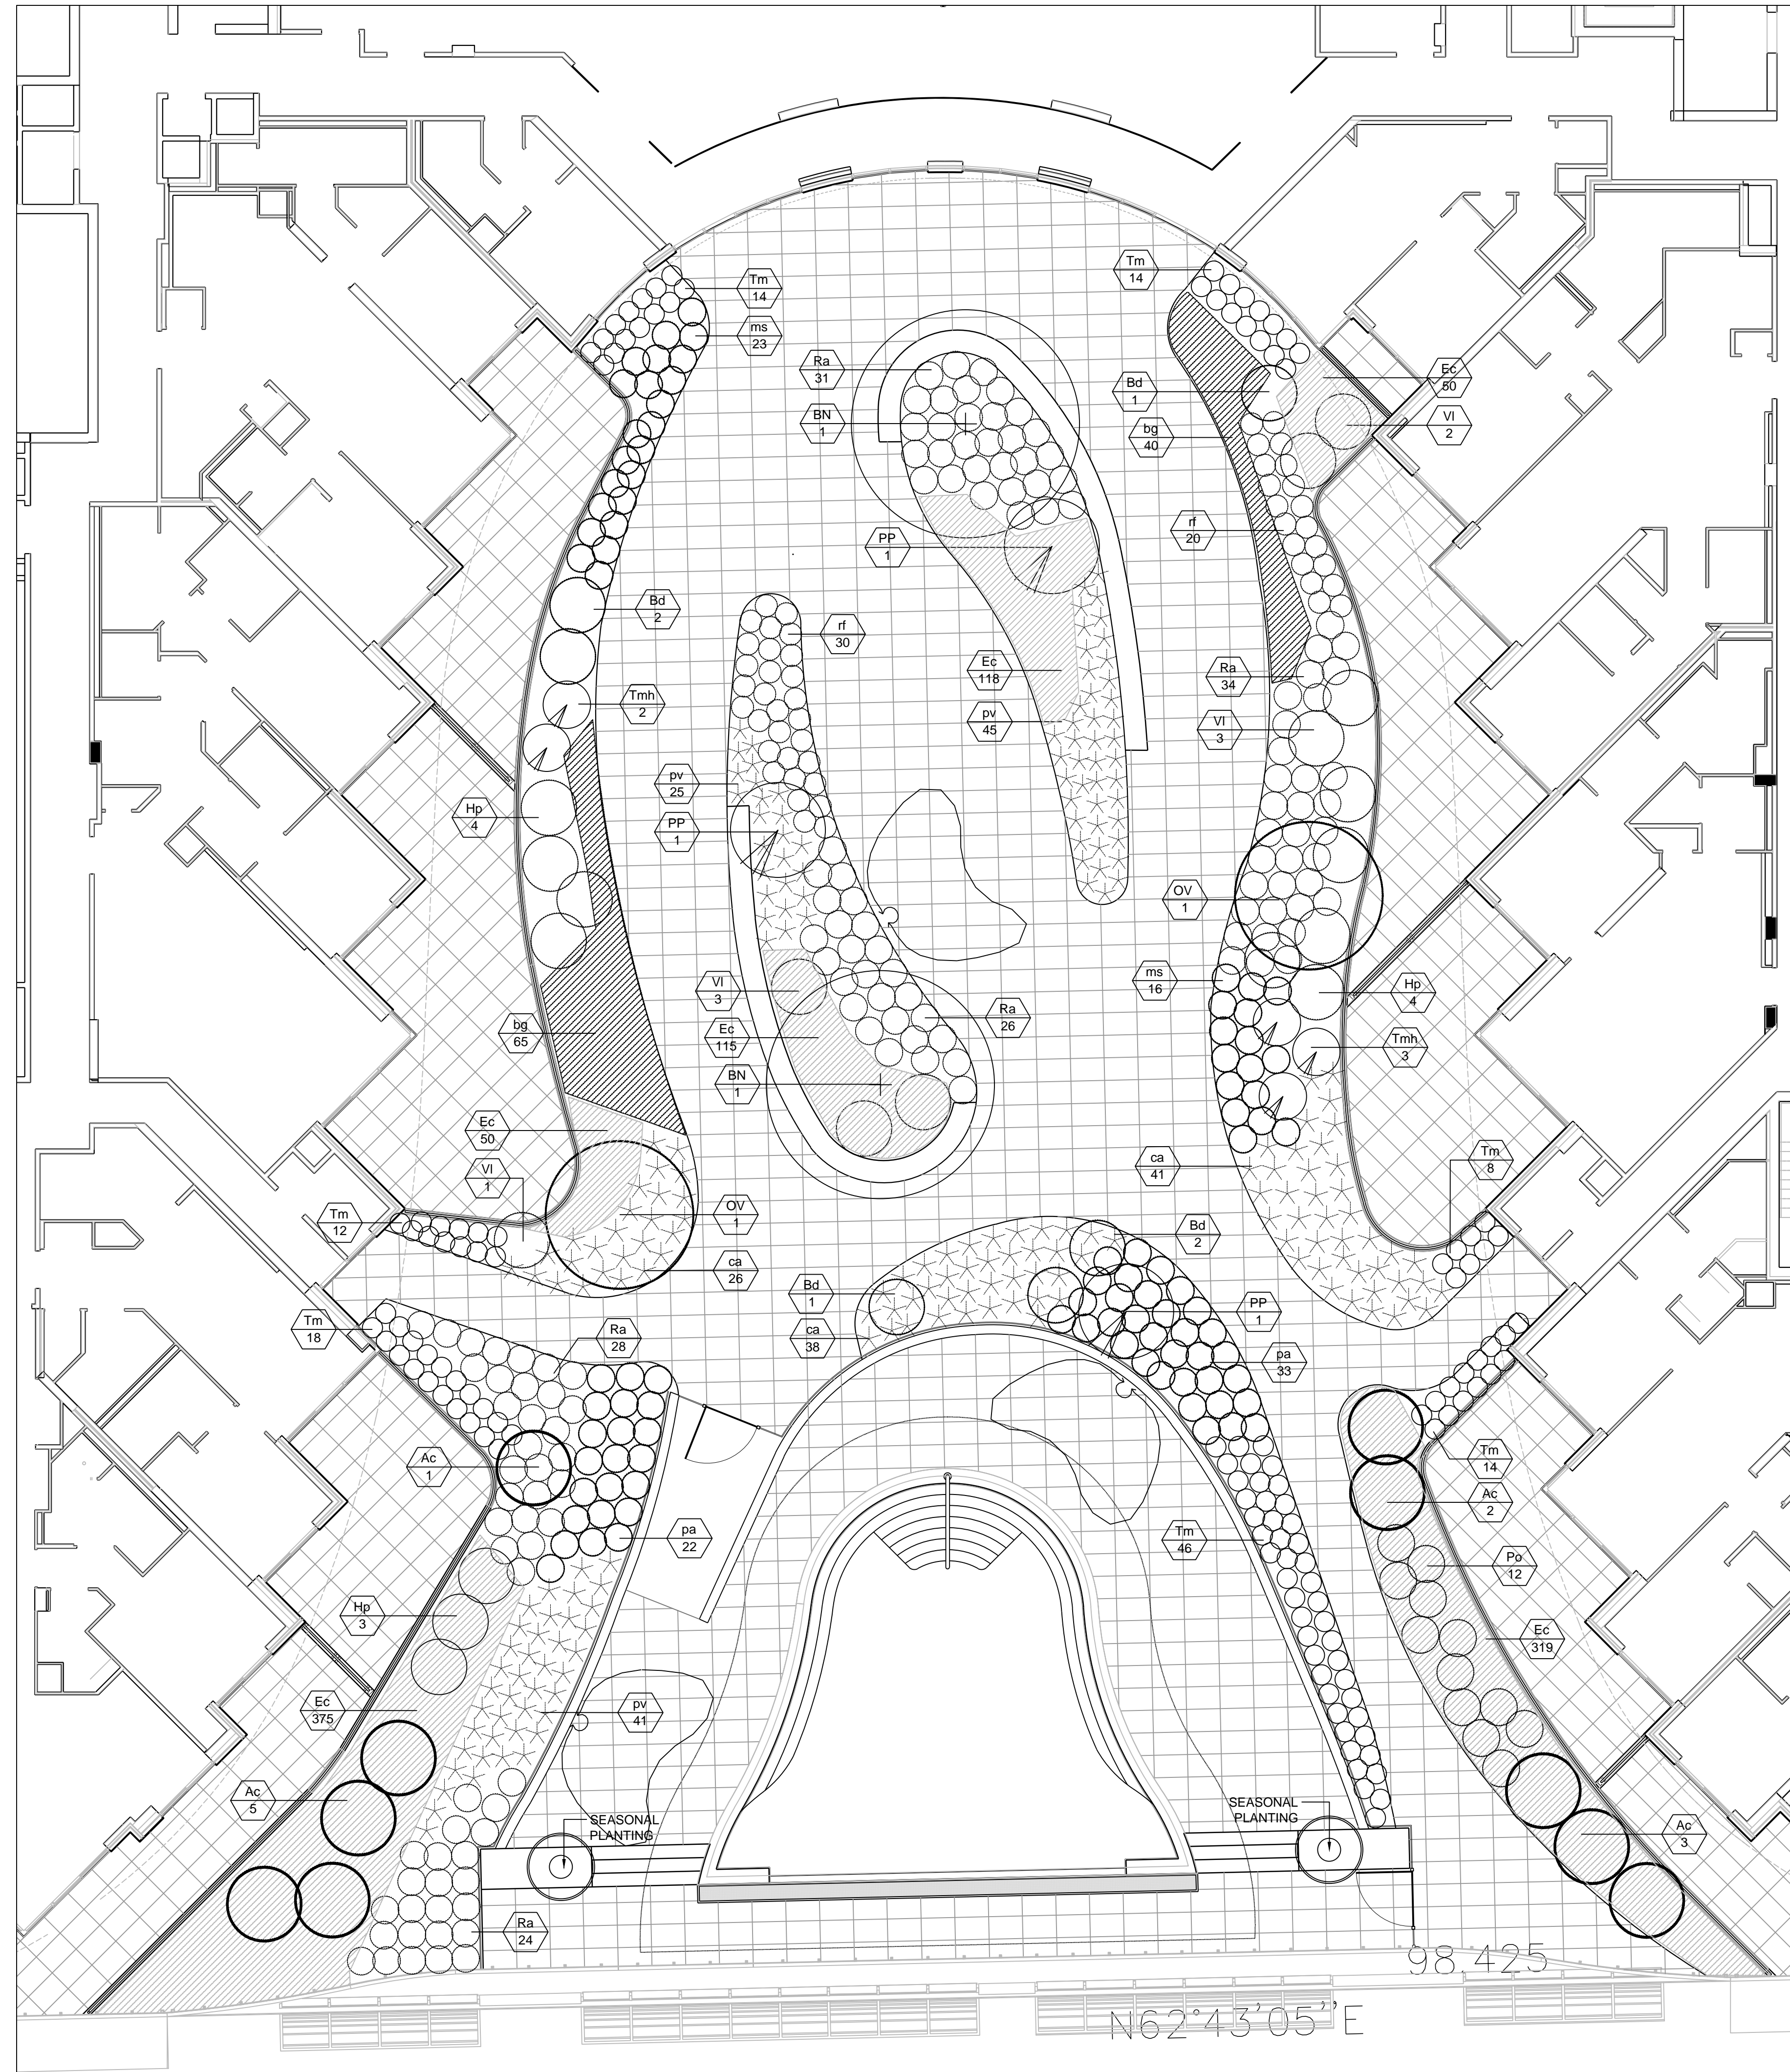 Tm
14
Tm
14
ms
23
Ra
31
Ec
50
Bd
1
BN
1
Vl
2
bg
40
rf
20
PP
1
Bd
2
rf
30
Ec
118
Ra
34
Tmh
2
pv
45
Vl
3
pv
25
Hp
4
PP
1
OV
1
Vl
3
ms
16
Hp
4
Ra
26
bg
65
Ec
115
Tmh
3
BN
1
Ec
50
Vl
1
ca
41
Tm
8
Tm
12
OV
1
Bd
2
ca
26
Bd
1
PP
1
Tm
18
Ra
28
ca
38
pa
33
Ac
1
Tm
14
Ac
2
pa
22
Tm
46
Po
12
Hp
3
Ec
319
Ec
375
pv
41
Ac
5
SEASONAL
PLANTING
SEASONAL
PLANTING
Ac
3
Ra
24
98.425
N62°43'05"E